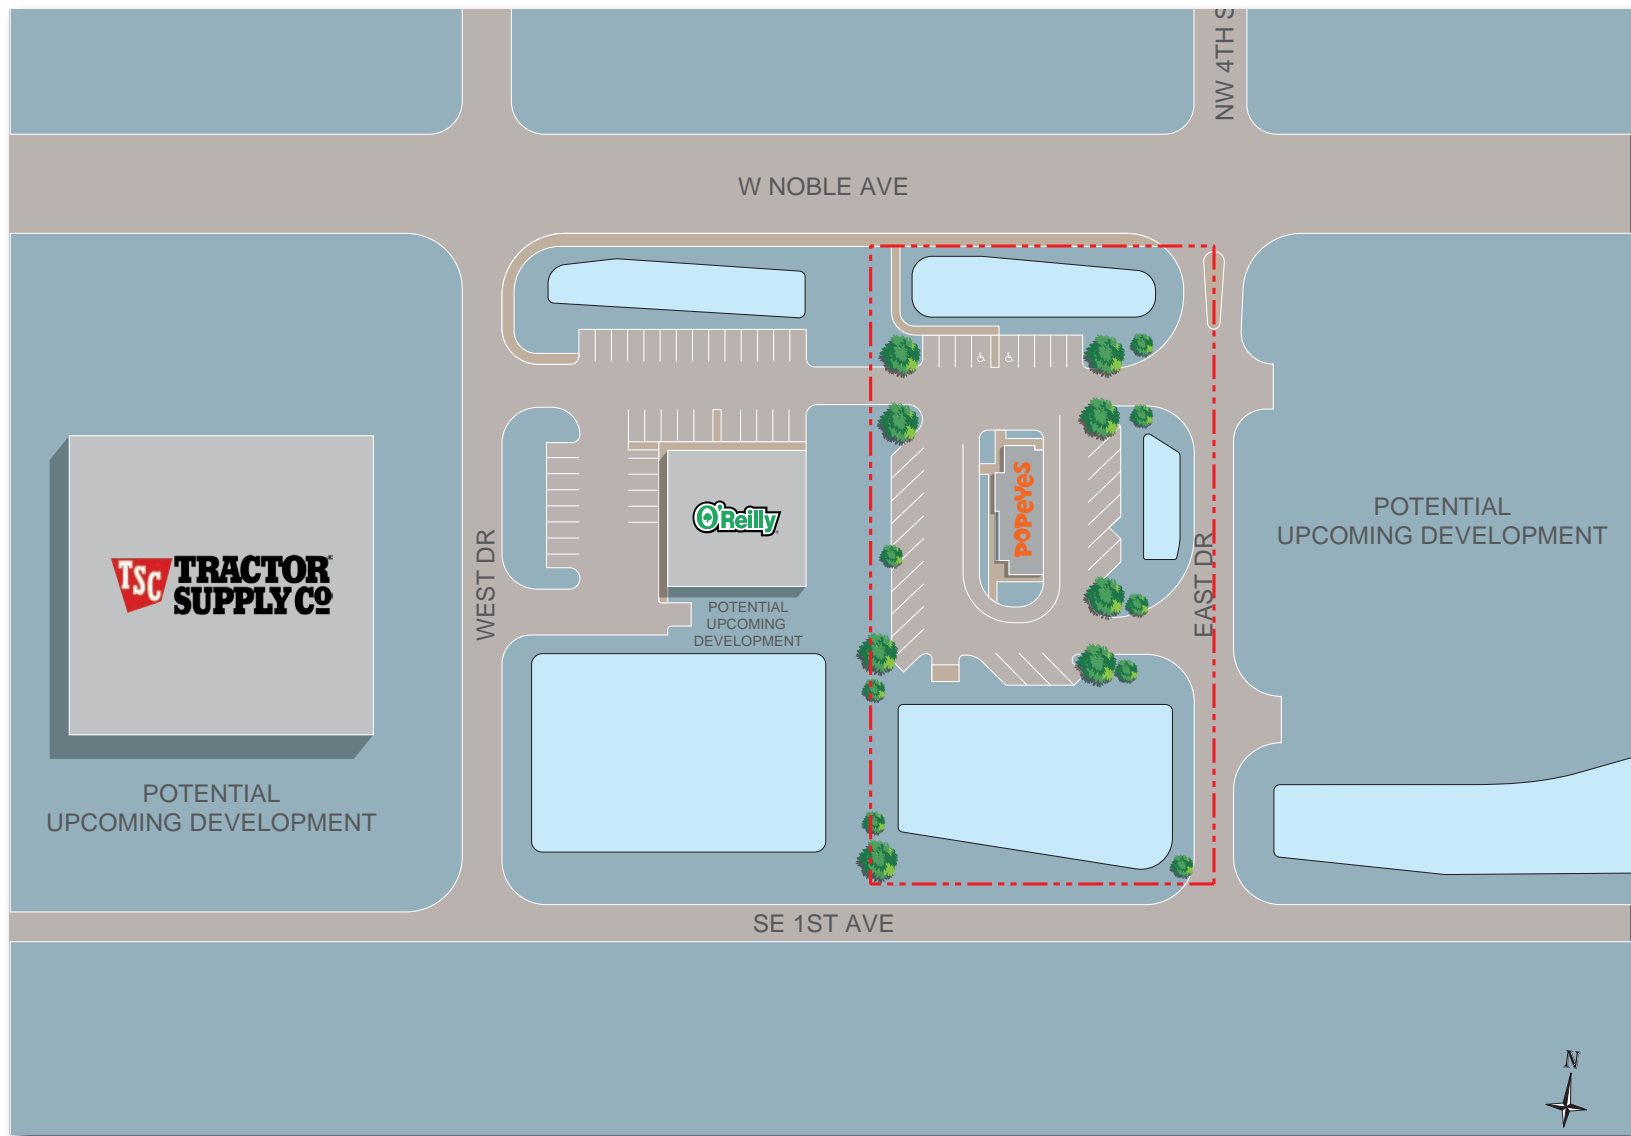 NW 4TH S
W NOBLE AVE
POPEYES
POTENTIAL
UPCOMING DEVELOPMENT
O'Reilly
TSC TRACTOR
SUPPLY CO
WEST DR
EAST DR
POTENTIAL
UPCOMING
DEVELOPMENT
POTENTIAL
UPCOMING DEVELOPMENT
SE 1ST AVE
N